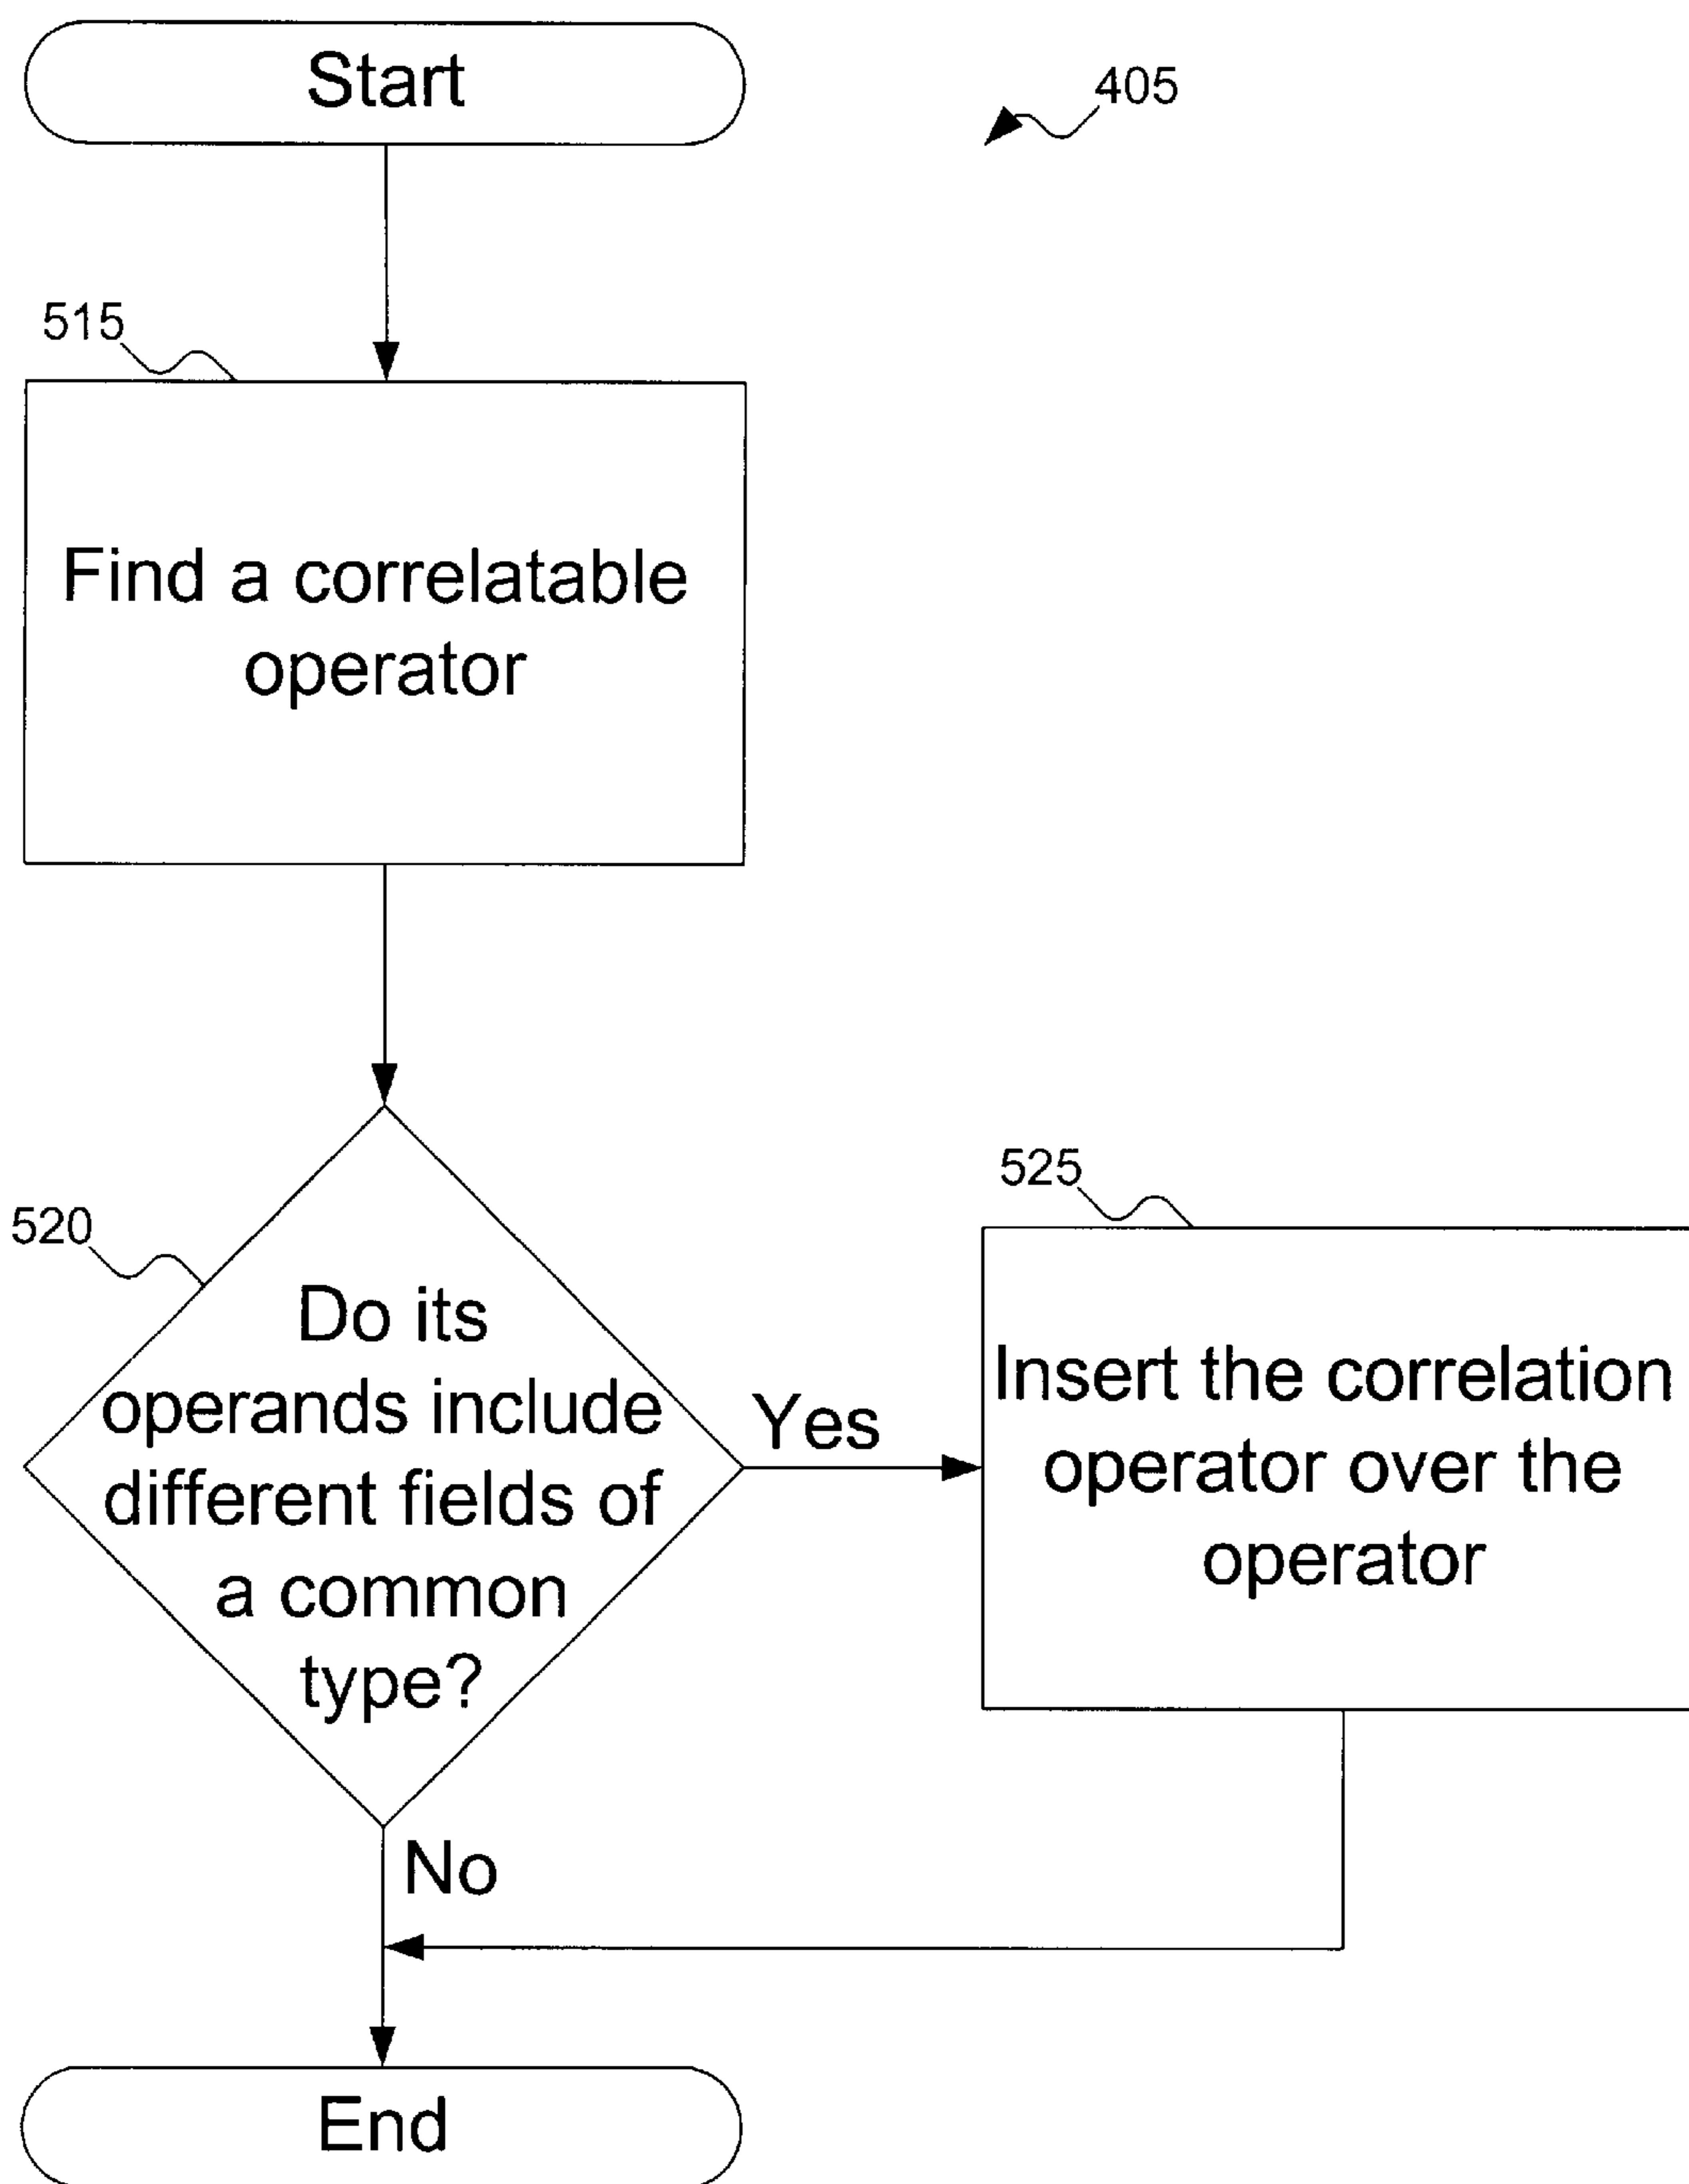 Start
405
515
Find a correlatable
operator
520
Do its
operands include
different fields of
a common
type?
Yes
525
Insert the correlation
operator over the
operator
No
End